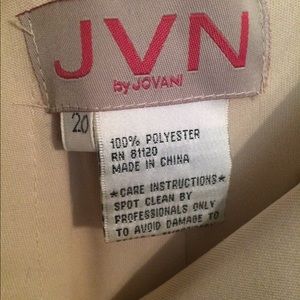 JVN
by JOVANI
20
100% POLYESTER
RN 81120
MADE IN CHINA
*CARE INSTRUCTIONS*
SPOT CLEAN BY
PROFESSIONALS ONLY
TO AVOID DAMAGE TO